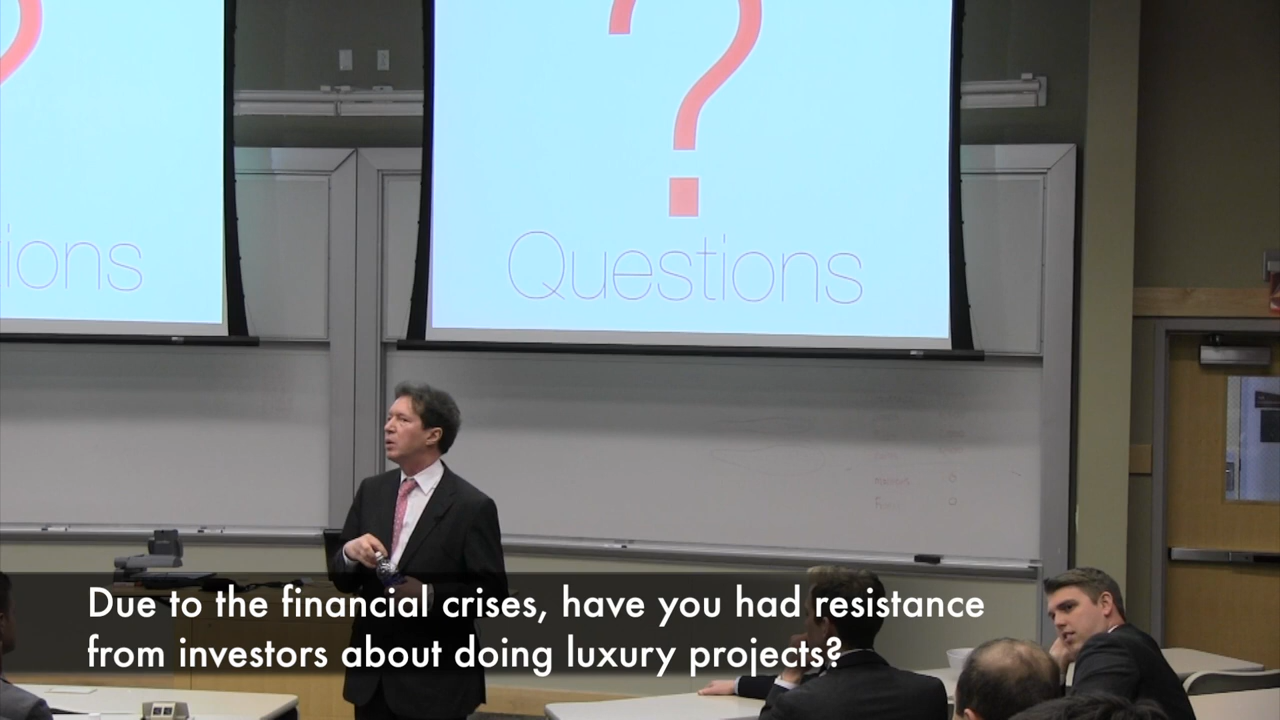 ions
Questions
Due to the financial crises, have you had resistance
from investors about doing luxury projects?